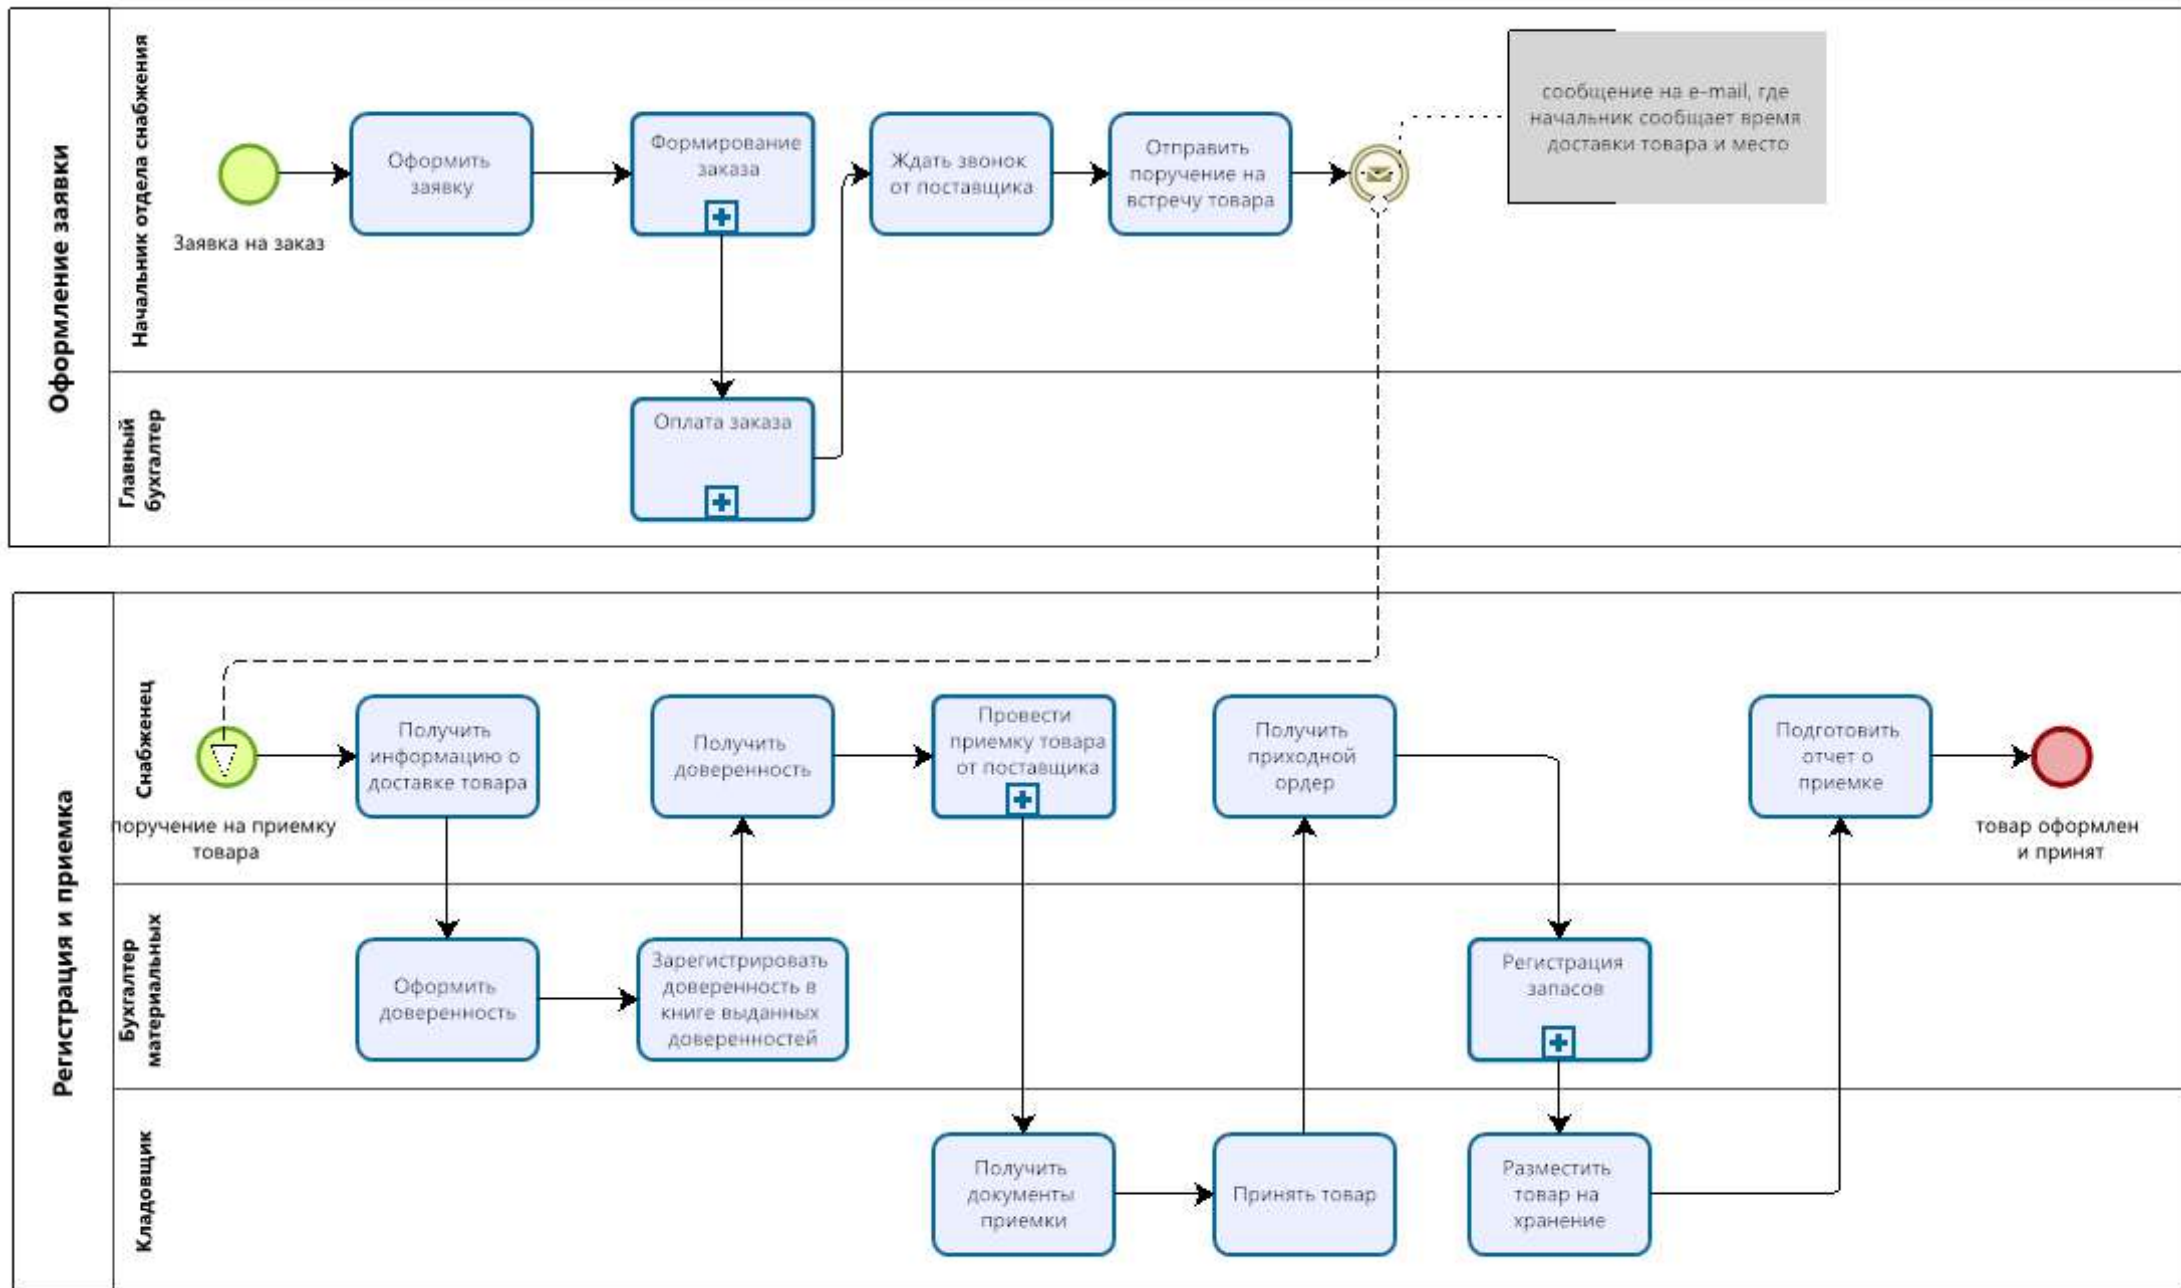 Оформление заявки
Начальник отдела снабжения
Заявка на заказ
Оформить
заявку
Формирование
заказа
Ждать звонок
от поставщика
Отправить
поручение на
встречу товара
сообщение на e-mail, где
начальник сообщает время
доставки товара и место
Главный
бухгалтер
Оплата заказа
Регистрация и приемка
Снабженец
поручение на приемку
товара
Получить
информацию о
доставке товара
Получить
доверенность
Провести
приемку товара
от поставщика
Получить
приходной
ордер
Подготовить
отчет о
приемке
товар оформлен
и принят
Бухгалтер
материальных
Оформить
доверенность
Зарегистрировать
доверенность в
книге выданных
доверенностей
Регистрация
запасов
Кладовщик
Получить
документы
приемки
Принять товар
Разместить
товар на
хранение